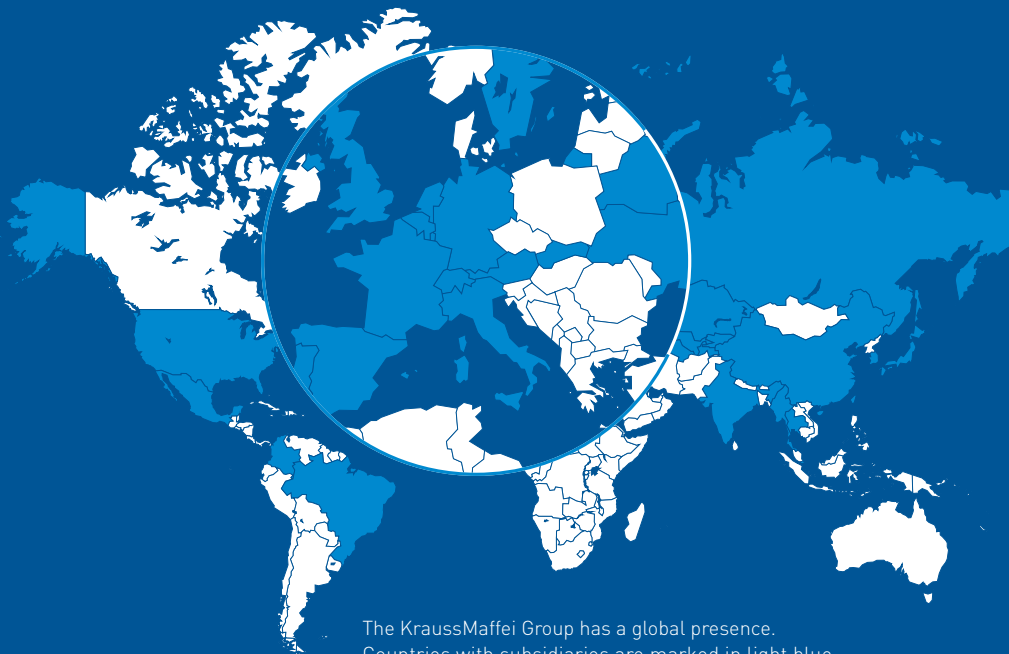 The KraussMaffei Group has a global presence.
Countries with subsidiaries are marked in light blue